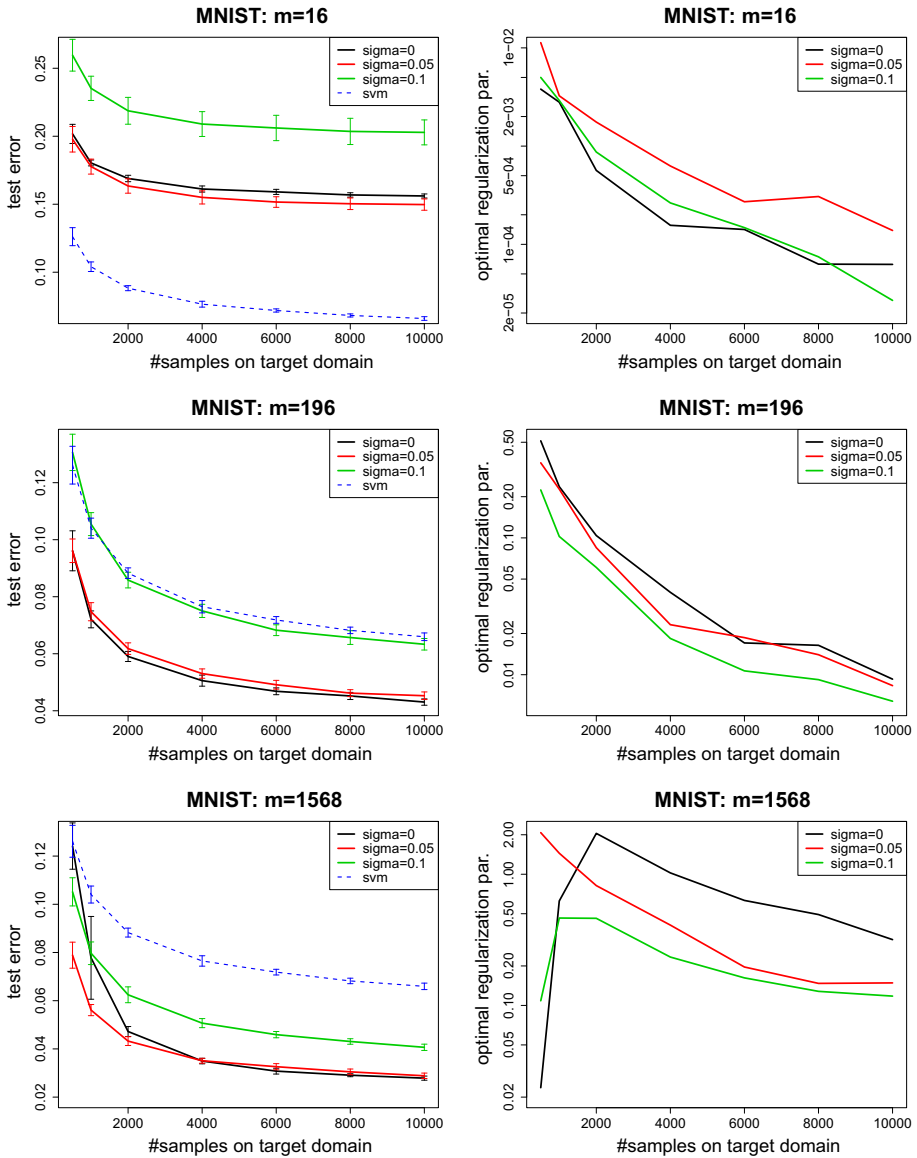 MNIST: m=16
test error
0.10
0.15
0.20
0.25
sigma=0
sigma=0.05
sigma=0.1
svm
2000
4000
6000
8000
10000
#samples on target domain
MNIST: m=16
optimal regularization par.
2e−05
1e−04
5e−04
2e−03
1e−02
sigma=0
sigma=0.05
sigma=0.1
2000
4000
6000
8000
10000
#samples on target domain
MNIST: m=196
test error
0.04
0.06
0.08
0.10
0.12
sigma=0
sigma=0.05
sigma=0.1
svm
2000
4000
6000
8000
10000
#samples on target domain
MNIST: m=196
optimal regularization par.
0.01
0.02
0.05
0.10
0.20
0.50
sigma=0
sigma=0.05
sigma=0.1
2000
4000
6000
8000
10000
#samples on target domain
MNIST: m=1568
test error
0.02
0.04
0.06
0.08
0.10
0.12
sigma=0
sigma=0.05
sigma=0.1
svm
2000
4000
6000
8000
10000
#samples on target domain
MNIST: m=1568
optimal regularization par.
0.02
0.05
0.10
0.20
0.50
1.00
2.00
sigma=0
sigma=0.05
sigma=0.1
2000
4000
6000
8000
10000
#samples on target domain